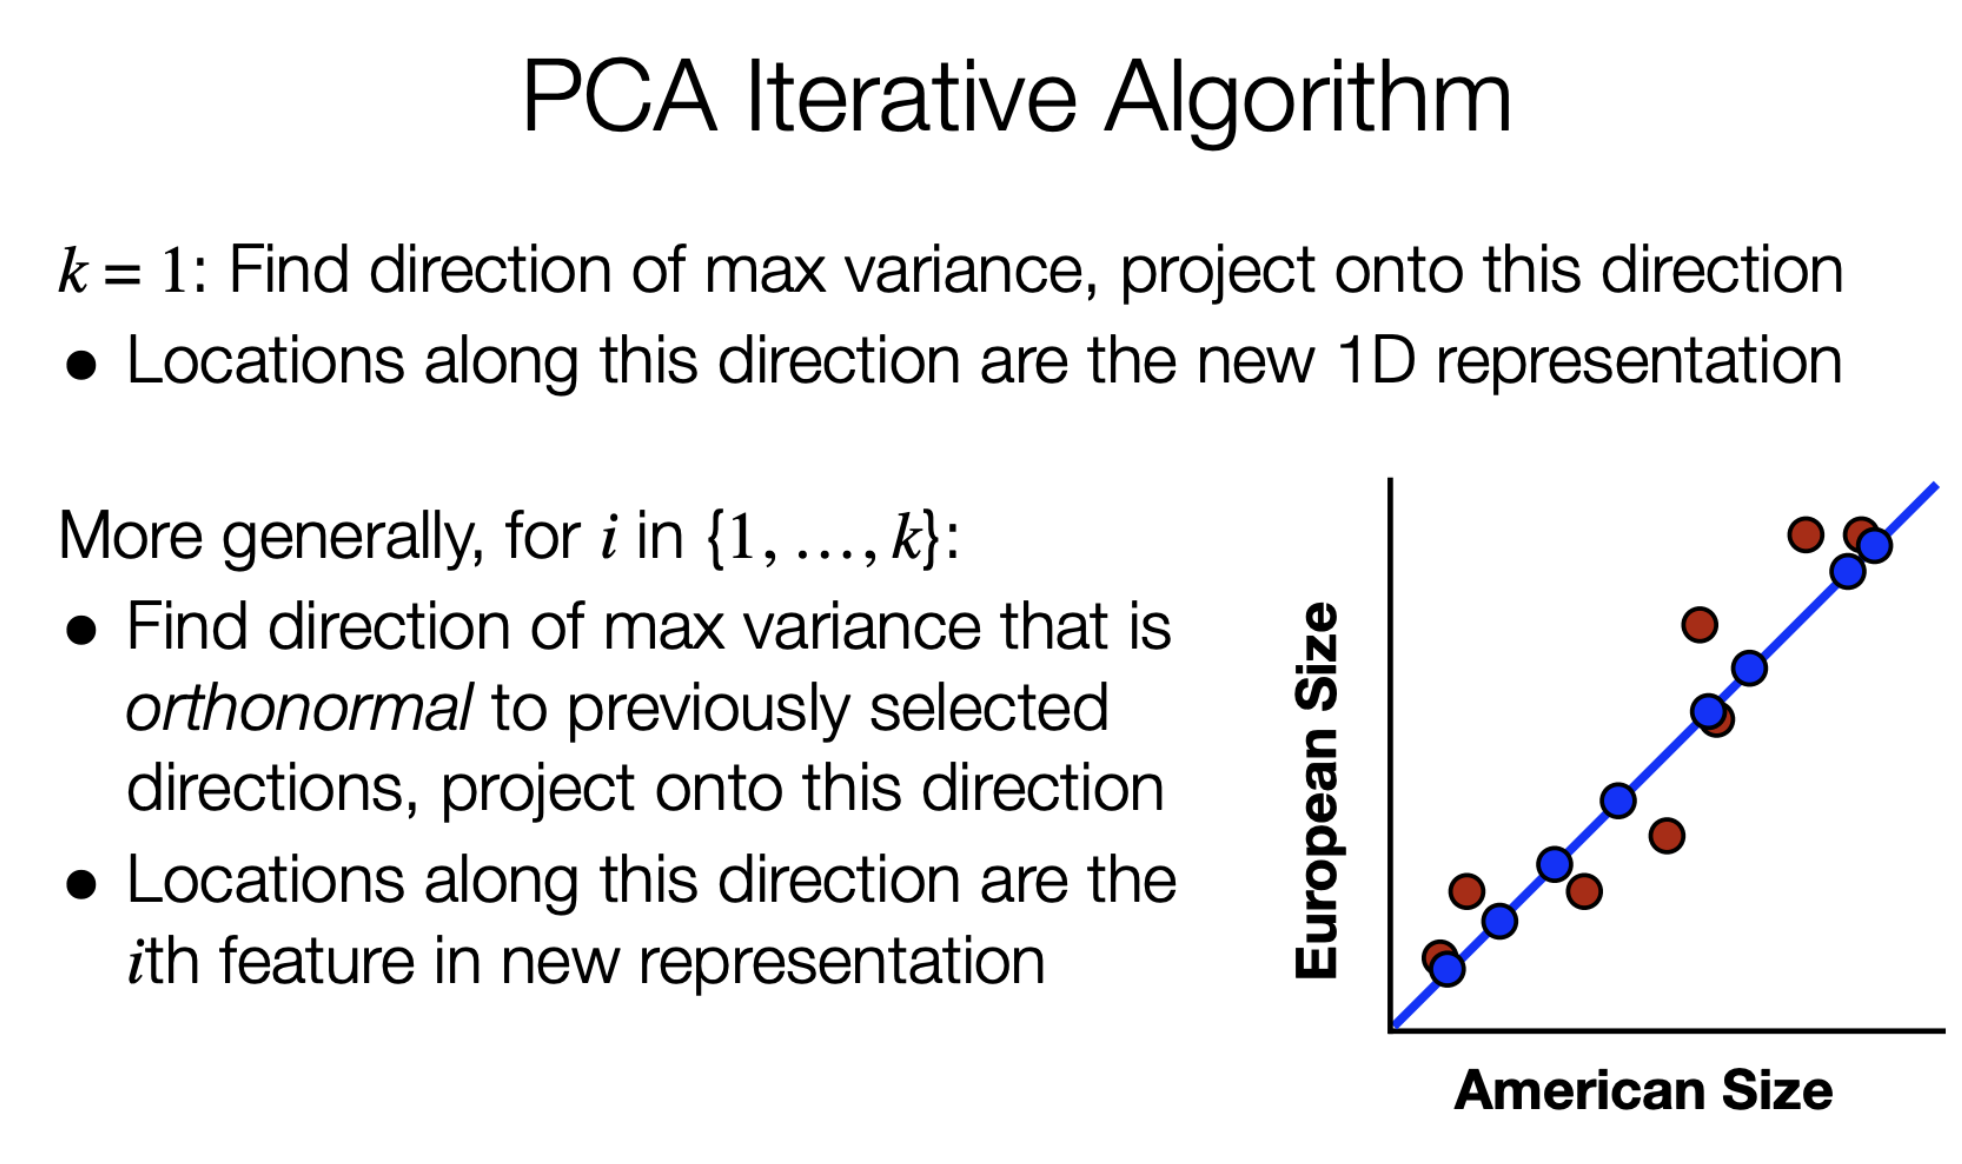 PCA Iterative Algorithm
k = 1: Find direction of max variance, project onto this direction
● Locations along this direction are the new 1D representation
More generally, for i in {1, …, k}:
● Find direction of max variance that is
orthonormal to previously selected
directions, project onto this direction
● Locations along this direction are the
ith feature in new representation
European Size
American Size